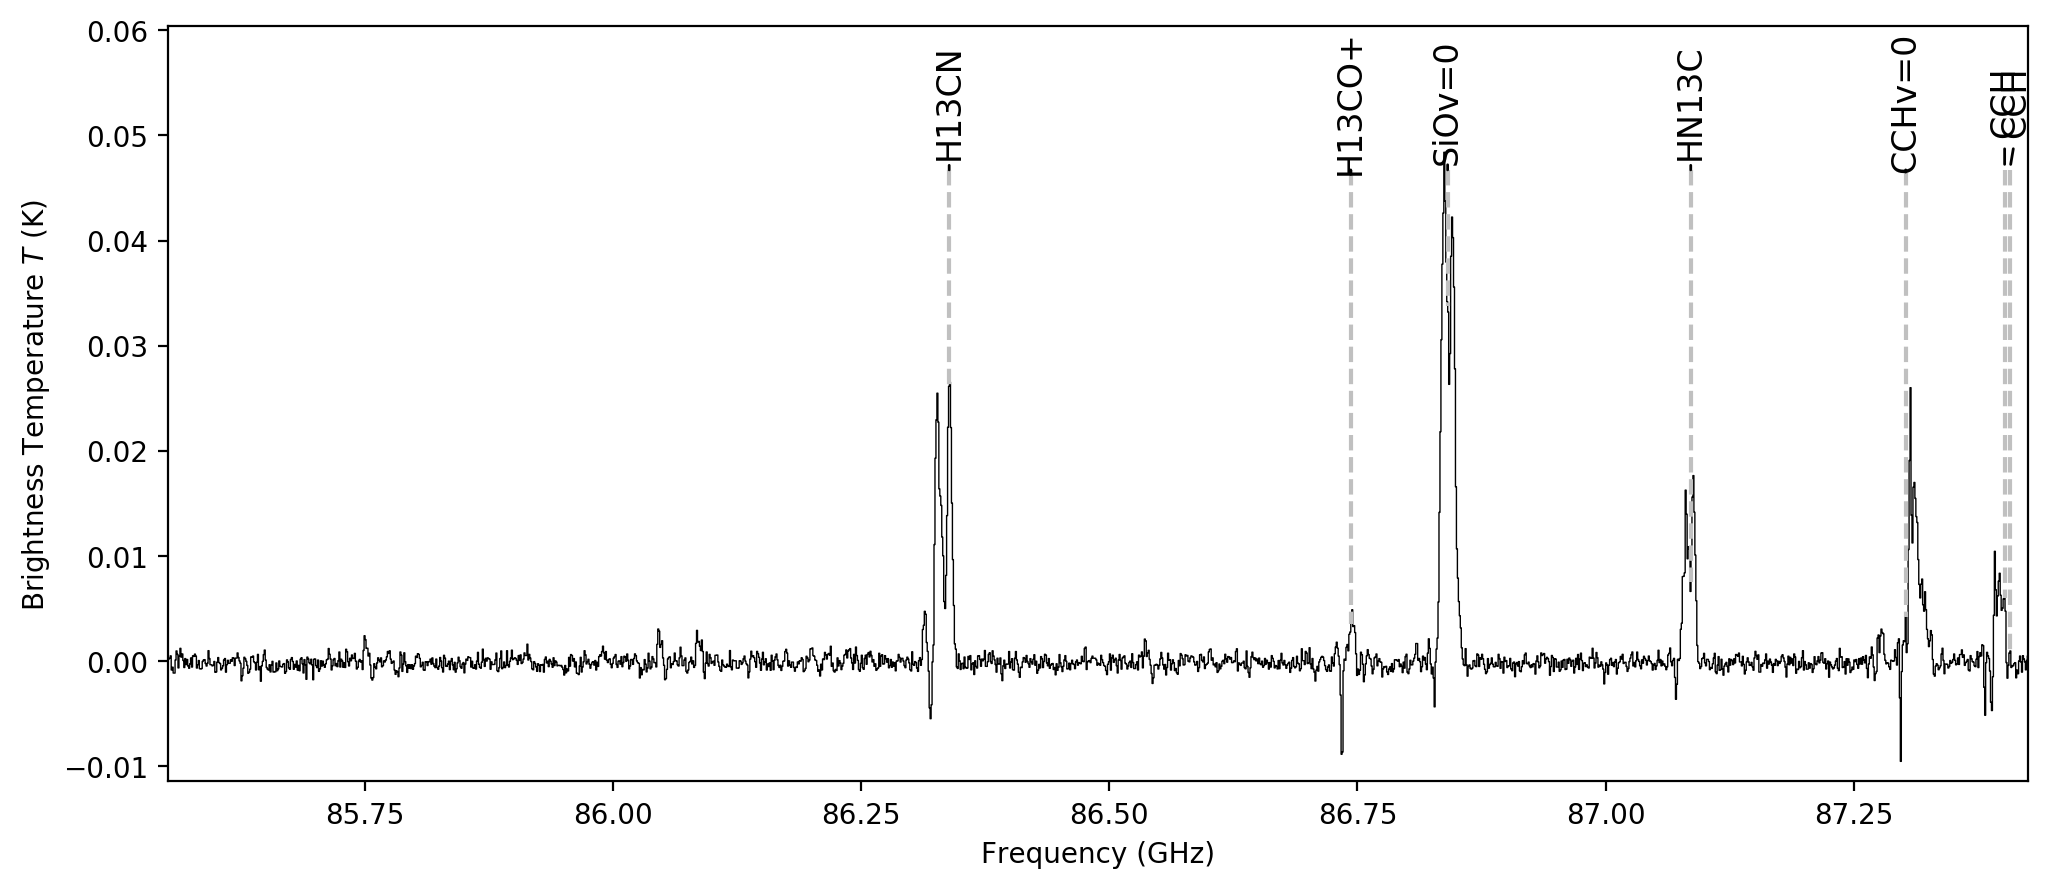 H13CN
H13CO+
SiOv=0
HN13C
CCHv=0
CCH
CCH
0.06
0.05
0.04
0.03
0.02
0.01
0.00
−0.01
Brightness Temperature T (K)
85.75 86.00 86.25 86.50 86.75 87.00 87.25
Frequency (GHz)